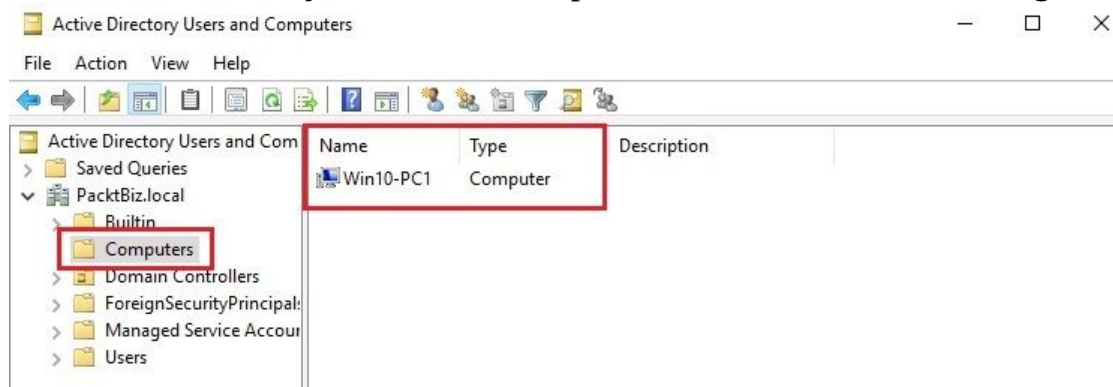 Active Directory Users and Computers
File Action View Help
Active Directory Users and Com
Name Type Description
Saved Queries
Win10-PC1 Computer
PacktBiz.local
Builtin
Computers
Domain Controllers
ForeignSecurityPrincipal
Managed Service Accour
Users